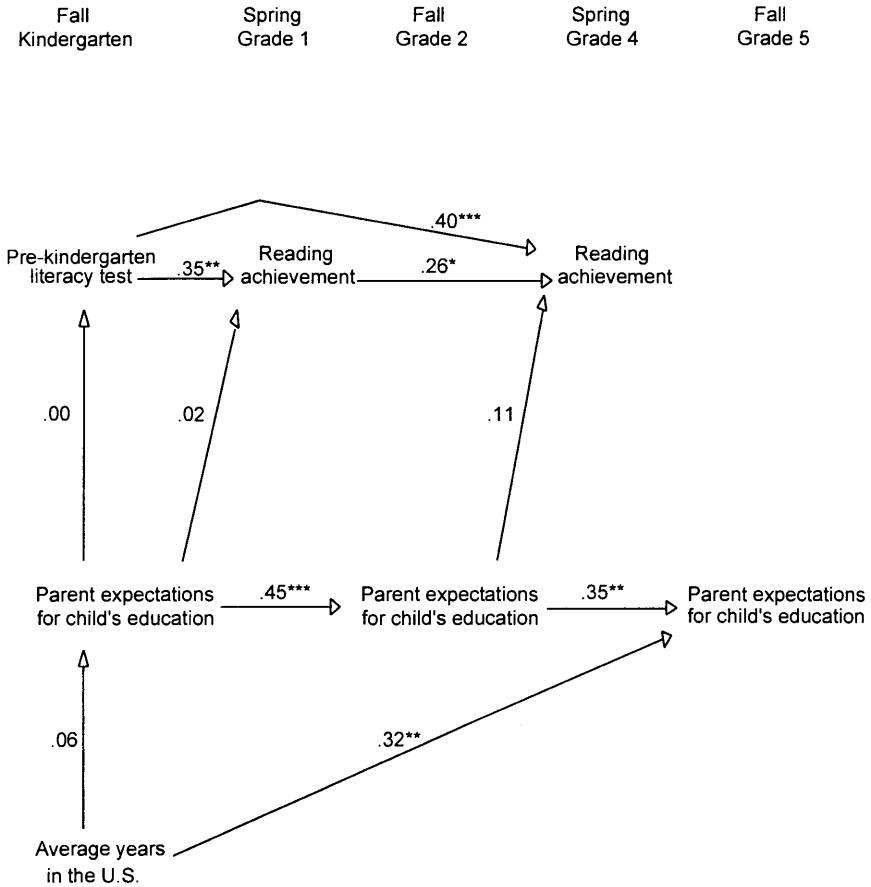 Fall
Kindergarten
Spring
Grade 1
Fall
Grade 2
Spring
Grade 4
Fall
Grade 5
.40***
Pre-kindergarten
literacy test
.35**
Reading
achievement
.26*
Reading
achievement
.00
.02
.11
Parent expectations
for child's education
.45***
Parent expectations
for child's education
.35**
Parent expectations
for child's education
.06
.32**
Average years
in the U.S.